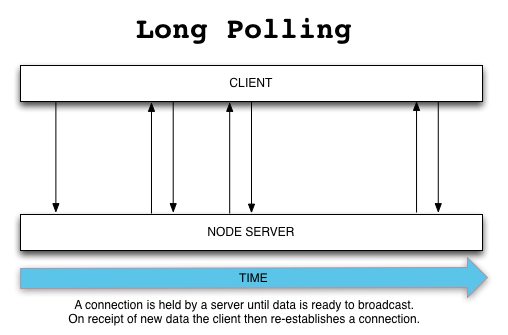 Long Polling
CLIENT
NODE SERVER
TIME
A connection is held by a server until data is ready to broadcast.
On receipt of new data the client then re-establishes a connection.